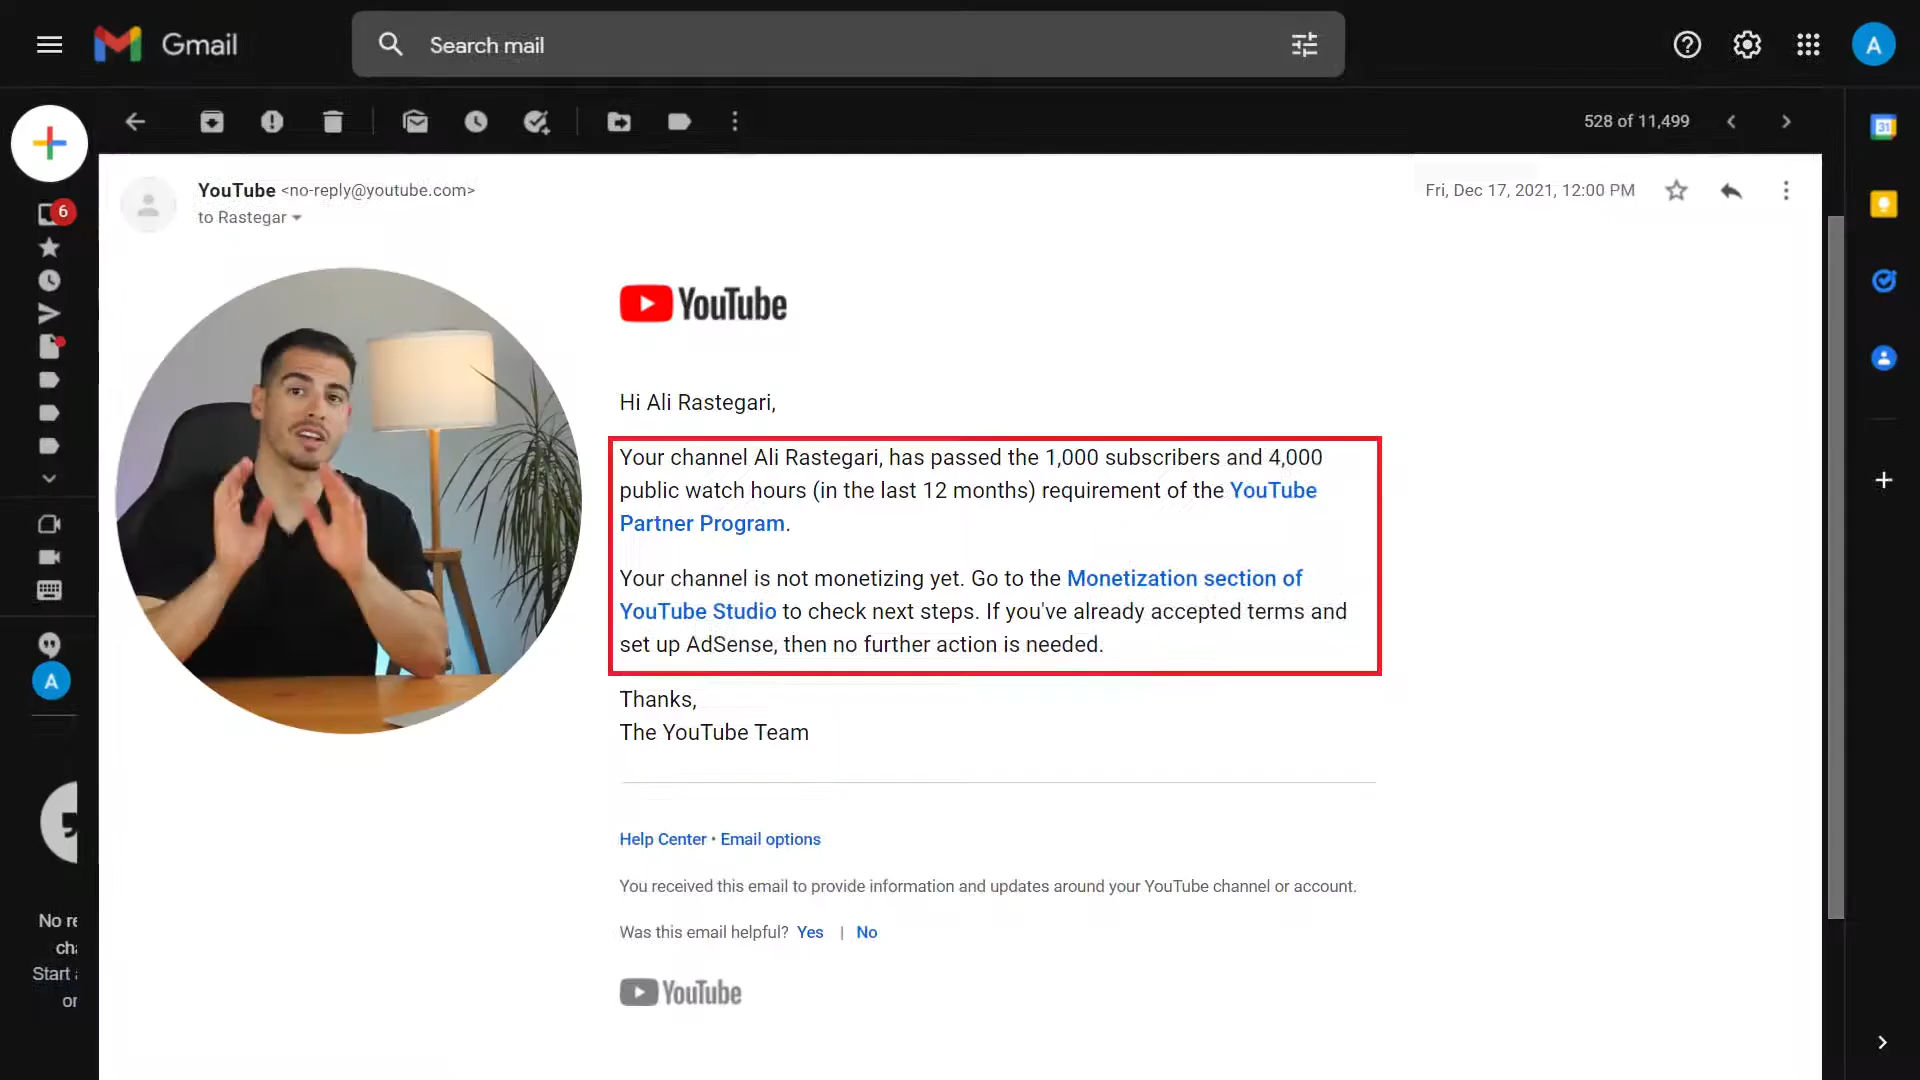 Gmail
Search mail
A
528 of 11,499
31
6
YouTube <no-reply@youtube.com>
to Rastegar
Fri, Dec 17, 2021, 12:00 PM
YouTube
Hi Ali Rastegari,
Your channel Ali Rastegari, has passed the 1,000 subscribers and 4,000
public watch hours (in the last 12 months) requirement of the YouTube
Partner Program.
Your channel is not monetizing yet. Go to the Monetization section of
YouTube Studio to check next steps. If you've already accepted terms and
set up AdSense, then no further action is needed.
Thanks,
The YouTube Team
A
Help Center • Email options
You received this email to provide information and updates around your YouTube channel or account.
Was this email helpful? Yes | No
YouTube
No re
cha
Start a
or